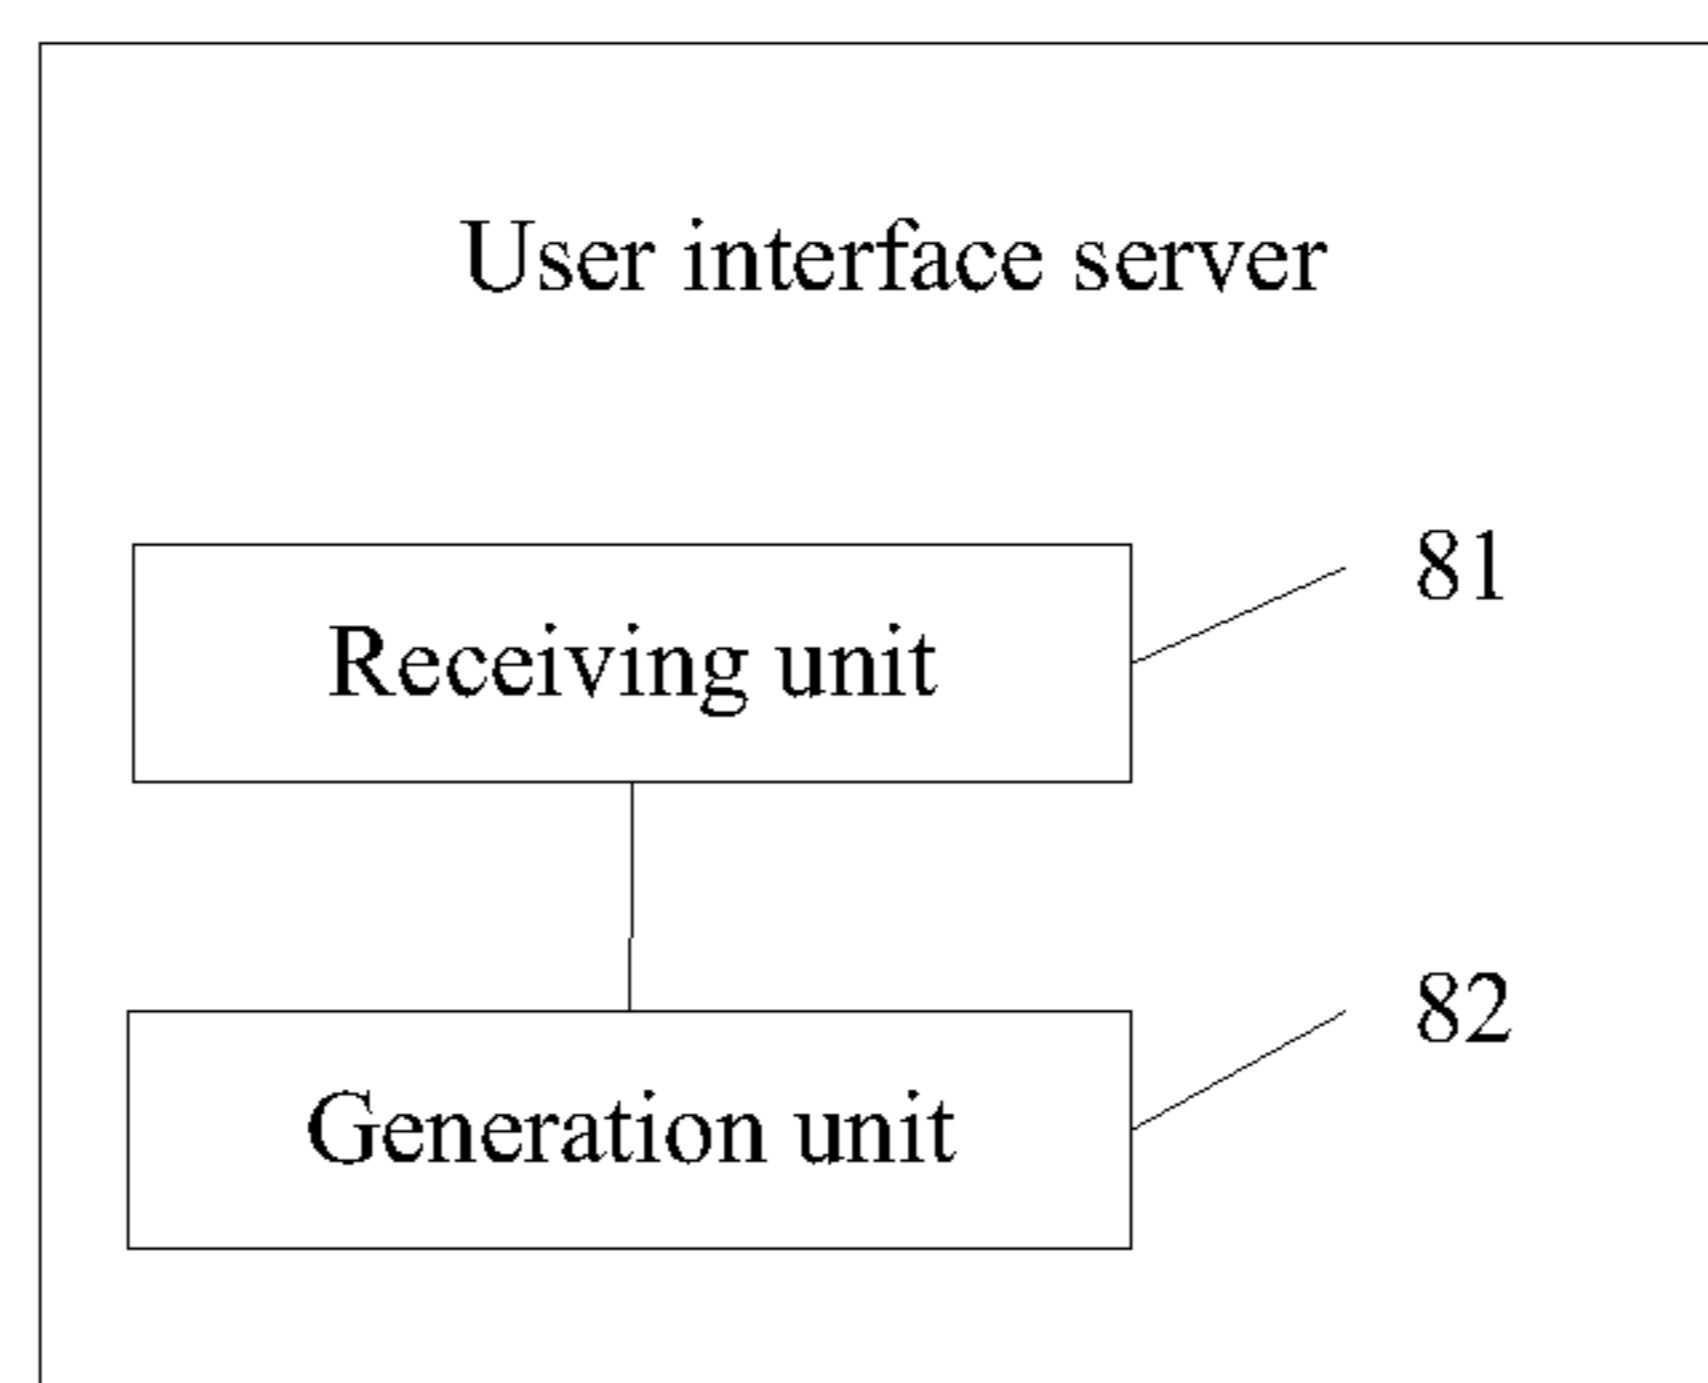 User interface server
81
Receiving unit
82
Generation unit